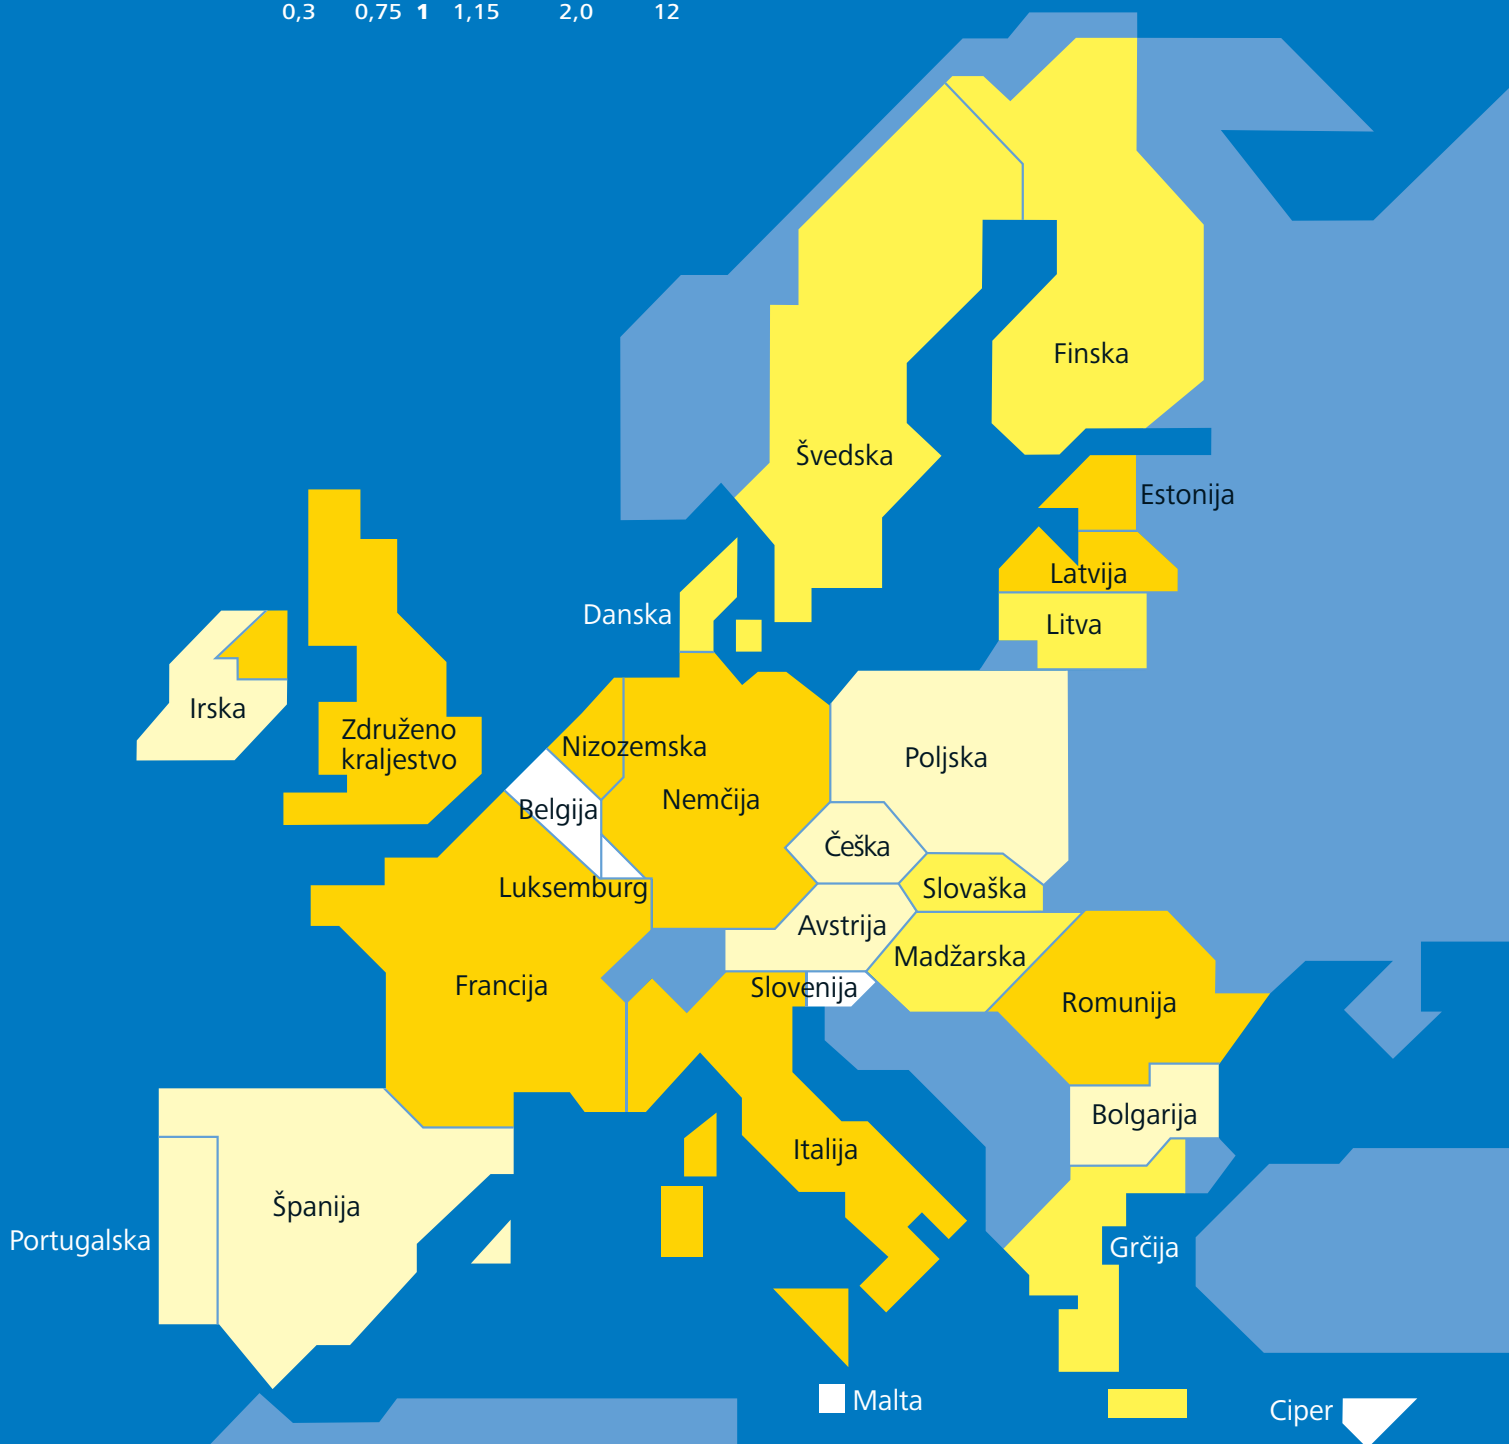 0,3 0,75 1 1,15 2,0 12
Finska
Švedska
Estonija
Latvija
Danska
Litva
Irska
Združeno
kraljestvo
Nizozemska
Poljska
Nemčija
Belgija
Češka
Luksemburg
Slovaška
Avstrija
Madžarska
Francija
Slovenija
Romunija
Bolgarija
Italija
Španija
Portugalska
Grčija
Malta
Ciper